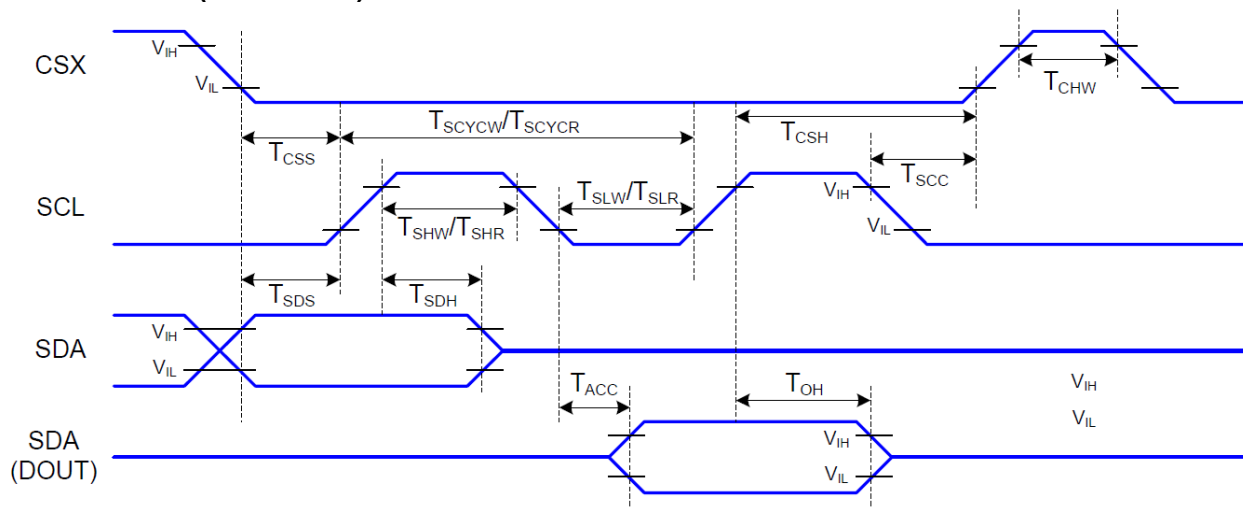 CSX
VIH
VIL
TCHW
TSCYCW/TSCYCR
TCSH
TCSS
TSCC
SCL
TSLW/TSLR
VIH
TSHW/TSHR
VIL
TSDS
TSDH
SDA
VIH
VIL
TACC
TOH
VIH
VIL
SDA
(DOUT)
VIH
VIL